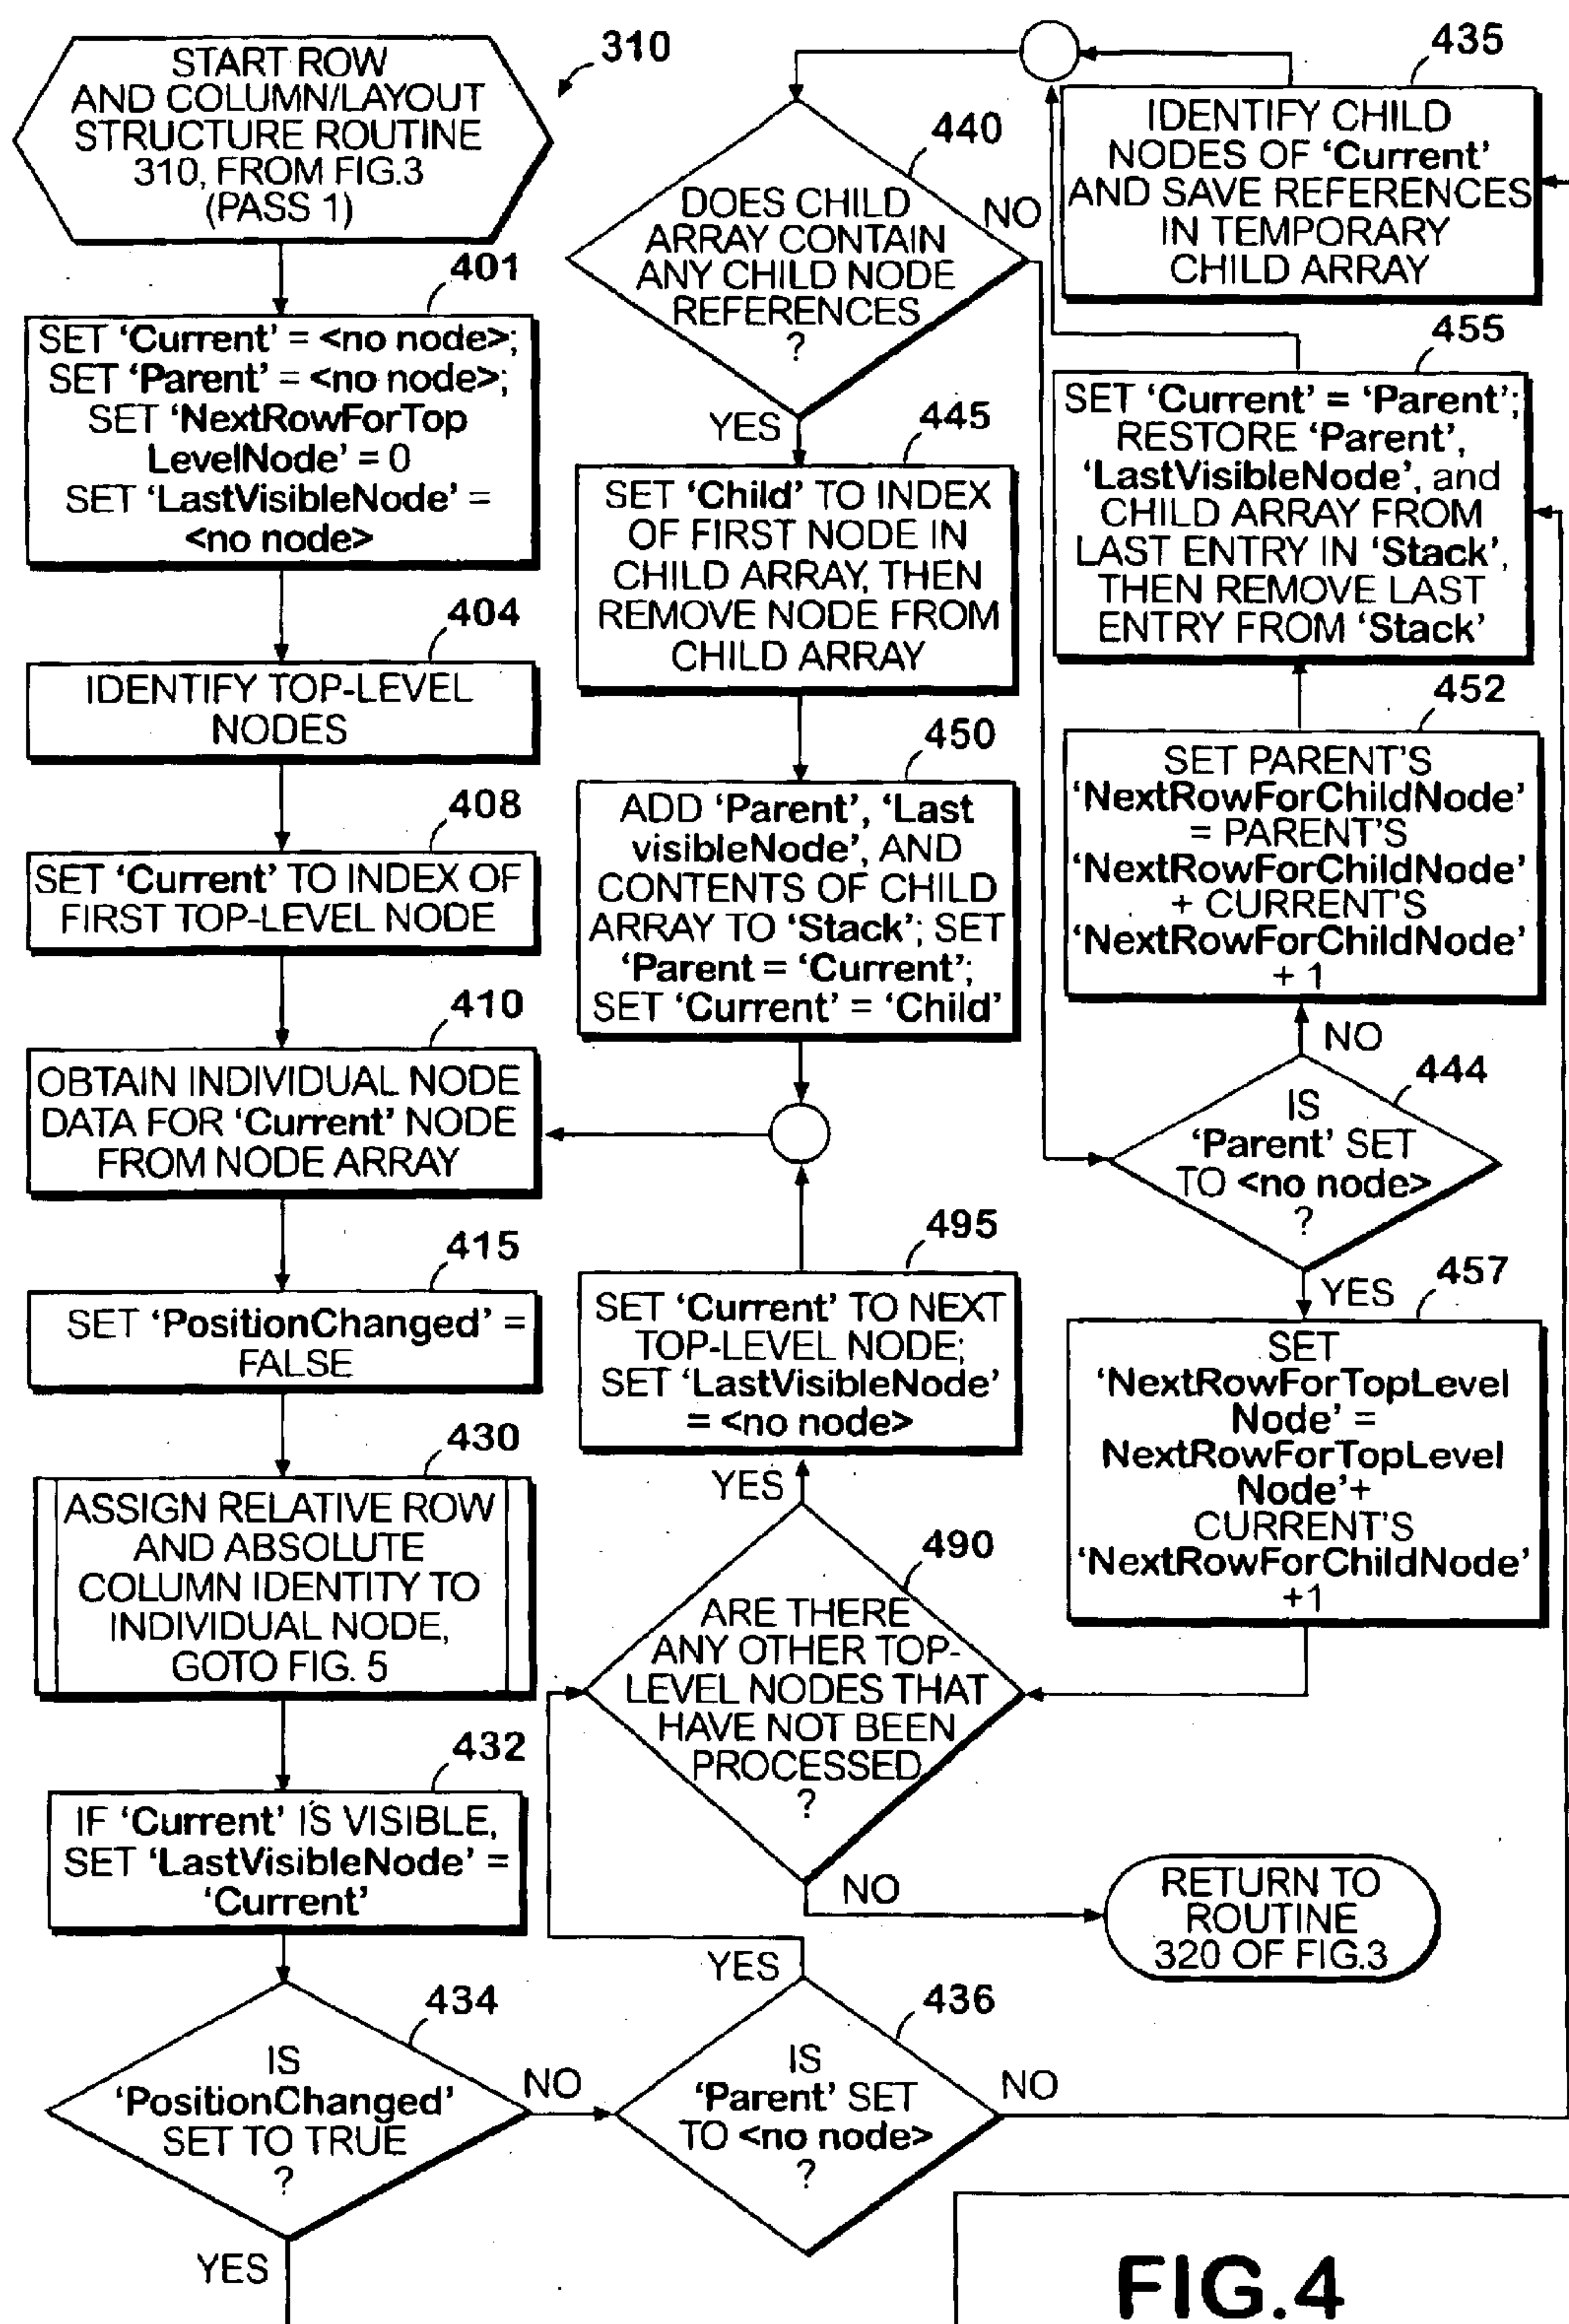 START ROW
AND COLUMN/LAYOUT
STRUCTURE ROUTINE
310, FROM FIG.3
(PASS 1)
310
401
SET 'Current' = <no node>;
SET 'Parent' = <no node>;
SET 'NextRowForTop
LevelNode' = 0
SET 'LastVisibleNode' =
<no node>
404
IDENTIFY TOP-LEVEL
NODES
408
SET 'Current' TO INDEX OF
FIRST TOP-LEVEL NODE
410
OBTAIN INDIVIDUAL NODE
DATA FOR 'Current' NODE
FROM NODE ARRAY
415
SET 'PositionChanged' =
FALSE
430
ASSIGN RELATIVE ROW
AND ABSOLUTE
COLUMN IDENTITY TO
INDIVIDUAL NODE,
GOTO FIG. 5
432
IF 'Current' IS VISIBLE,
SET 'LastVisibleNode' =
'Current'
434
IS
'PositionChanged'
SET TO TRUE
?
NO
YES
440
DOES CHILD
ARRAY CONTAIN
ANY CHILD NODE
REFERENCES
?
NO
YES
445
SET 'Child' TO INDEX
OF FIRST NODE IN
CHILD ARRAY, THEN
REMOVE NODE FROM
CHILD ARRAY
450
ADD 'Parent', 'Last
visibleNode', AND
CONTENTS OF CHILD
ARRAY TO 'Stack'; SET
'Parent = 'Current';
SET 'Current' = 'Child'
495
SET 'Current' TO NEXT
TOP-LEVEL NODE;
SET 'LastVisibleNode'
= <no node>
YES
490
ARE THERE
ANY OTHER TOP-
LEVEL NODES THAT
HAVE NOT BEEN
PROCESSED
?
NO
YES
436
IS
'Parent' SET
TO <no node>
?
NO
435
IDENTIFY CHILD
NODES OF 'Current'
AND SAVE REFERENCES
IN TEMPORARY
CHILD ARRAY
455
SET 'Current' = 'Parent';
RESTORE 'Parent',
'LastVisibleNode', and
CHILD ARRAY FROM
LAST ENTRY IN 'Stack',
THEN REMOVE LAST
ENTRY FROM 'Stack'
452
SET PARENT'S
'NextRowForChildNode'
= PARENT'S
'NextRowForChildNode'
+ CURRENT'S
'NextRowForChildNode'
+ 1
NO
444
IS
'Parent' SET
TO <no node>
?
YES
457
SET
'NextRowForTopLevel
Node' =
NextRowForTopLevel
Node'+
CURRENT'S
'NextRowForChildNode'
+1
RETURN TO
ROUTINE
320 OF FIG.3
FIG.4